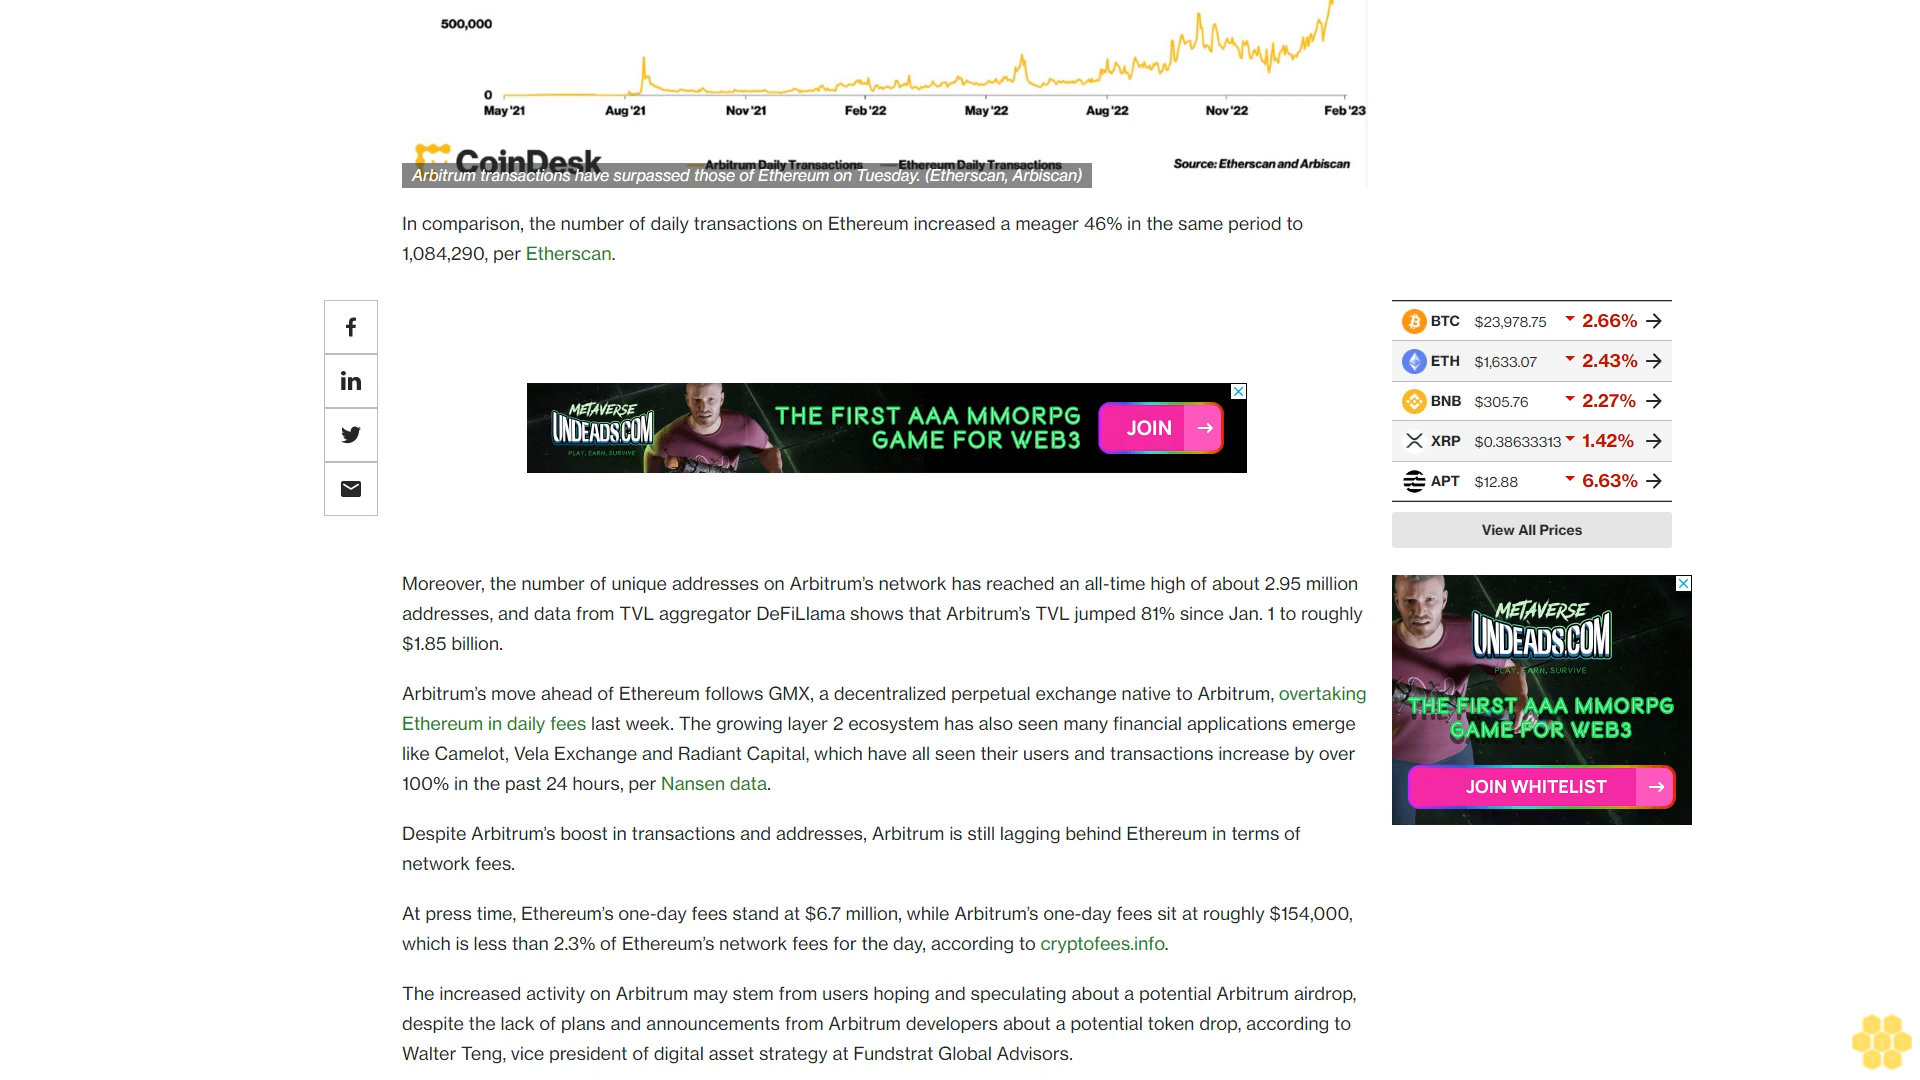 500,000
0
May '21 Aug '21 Nov '21 Feb '22 May '22 Aug '22 Nov '22 Feb '23
CoinDesk Arbitrum Daily Transactions Ethereum Daily Transactions Source: Etherscan and Arbiscan
Arbitrum transactions have surpassed those of Ethereum on Tuesday. (Etherscan, Arbiscan)
In comparison, the number of daily transactions on Ethereum increased a meager 46% in the same period to
1,084,290, per Etherscan.
METAVERSE
UNDEADS.COM
PLAY, EARN, SURVIVE
THE FIRST AAA MMORPG
GAME FOR WEB3
JOIN
BTC $23,978.75 2.66%
ETH $1,633.07 2.43%
BNB $305.76 2.27%
XRP $0.38633313 1.42%
APT $12.88 6.63%
View All Prices
Moreover, the number of unique addresses on Arbitrum’s network has reached an all-time high of about 2.95 million
addresses, and data from TVL aggregator DeFiLlama shows that Arbitrum’s TVL jumped 81% since Jan. 1 to roughly
$1.85 billion.
Arbitrum’s move ahead of Ethereum follows GMX, a decentralized perpetual exchange native to Arbitrum, overtaking
Ethereum in daily fees last week. The growing layer 2 ecosystem has also seen many financial applications emerge
like Camelot, Vela Exchange and Radiant Capital, which have all seen their users and transactions increase by over
100% in the past 24 hours, per Nansen data.
Despite Arbitrum’s boost in transactions and addresses, Arbitrum is still lagging behind Ethereum in terms of
network fees.
At press time, Ethereum’s one-day fees stand at $6.7 million, while Arbitrum’s one-day fees sit at roughly $154,000,
which is less than 2.3% of Ethereum’s network fees for the day, according to cryptofees.info.
The increased activity on Arbitrum may stem from users hoping and speculating about a potential Arbitrum airdrop,
despite the lack of plans and announcements from Arbitrum developers about a potential token drop, according to
Walter Teng, vice president of digital asset strategy at Fundstrat Global Advisors.
METAVERSE
UNDEADS.COM
PLAY, EARN, SURVIVE
THE FIRST AAA MMORPG
GAME FOR WEB3
JOIN WHITELIST